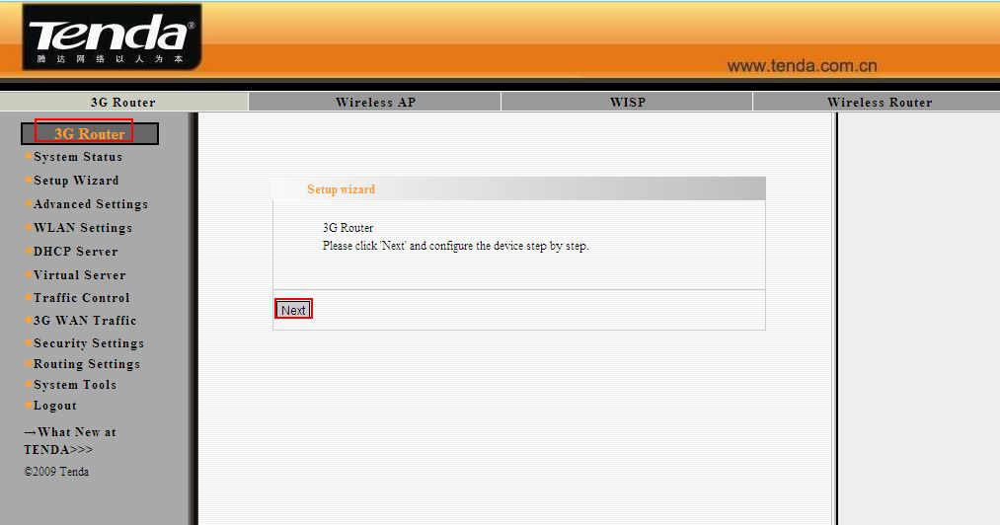 Tenda®
腾达网络以人为本
www.tenda.com.cn
3G Router
Wireless AP
WISP
Wireless Router
3G Router
System Status
Setup Wizard
Advanced Settings
WLAN Settings
DHCP Server
Virtual Server
Traffic Control
3G WAN Traffic
Security Settings
Routing Settings
System Tools
Logout
→What New at
TENDA>>>
©2009 Tenda
Setup wizard
3G Router
Please click 'Next' and configure the device step by step.
Next